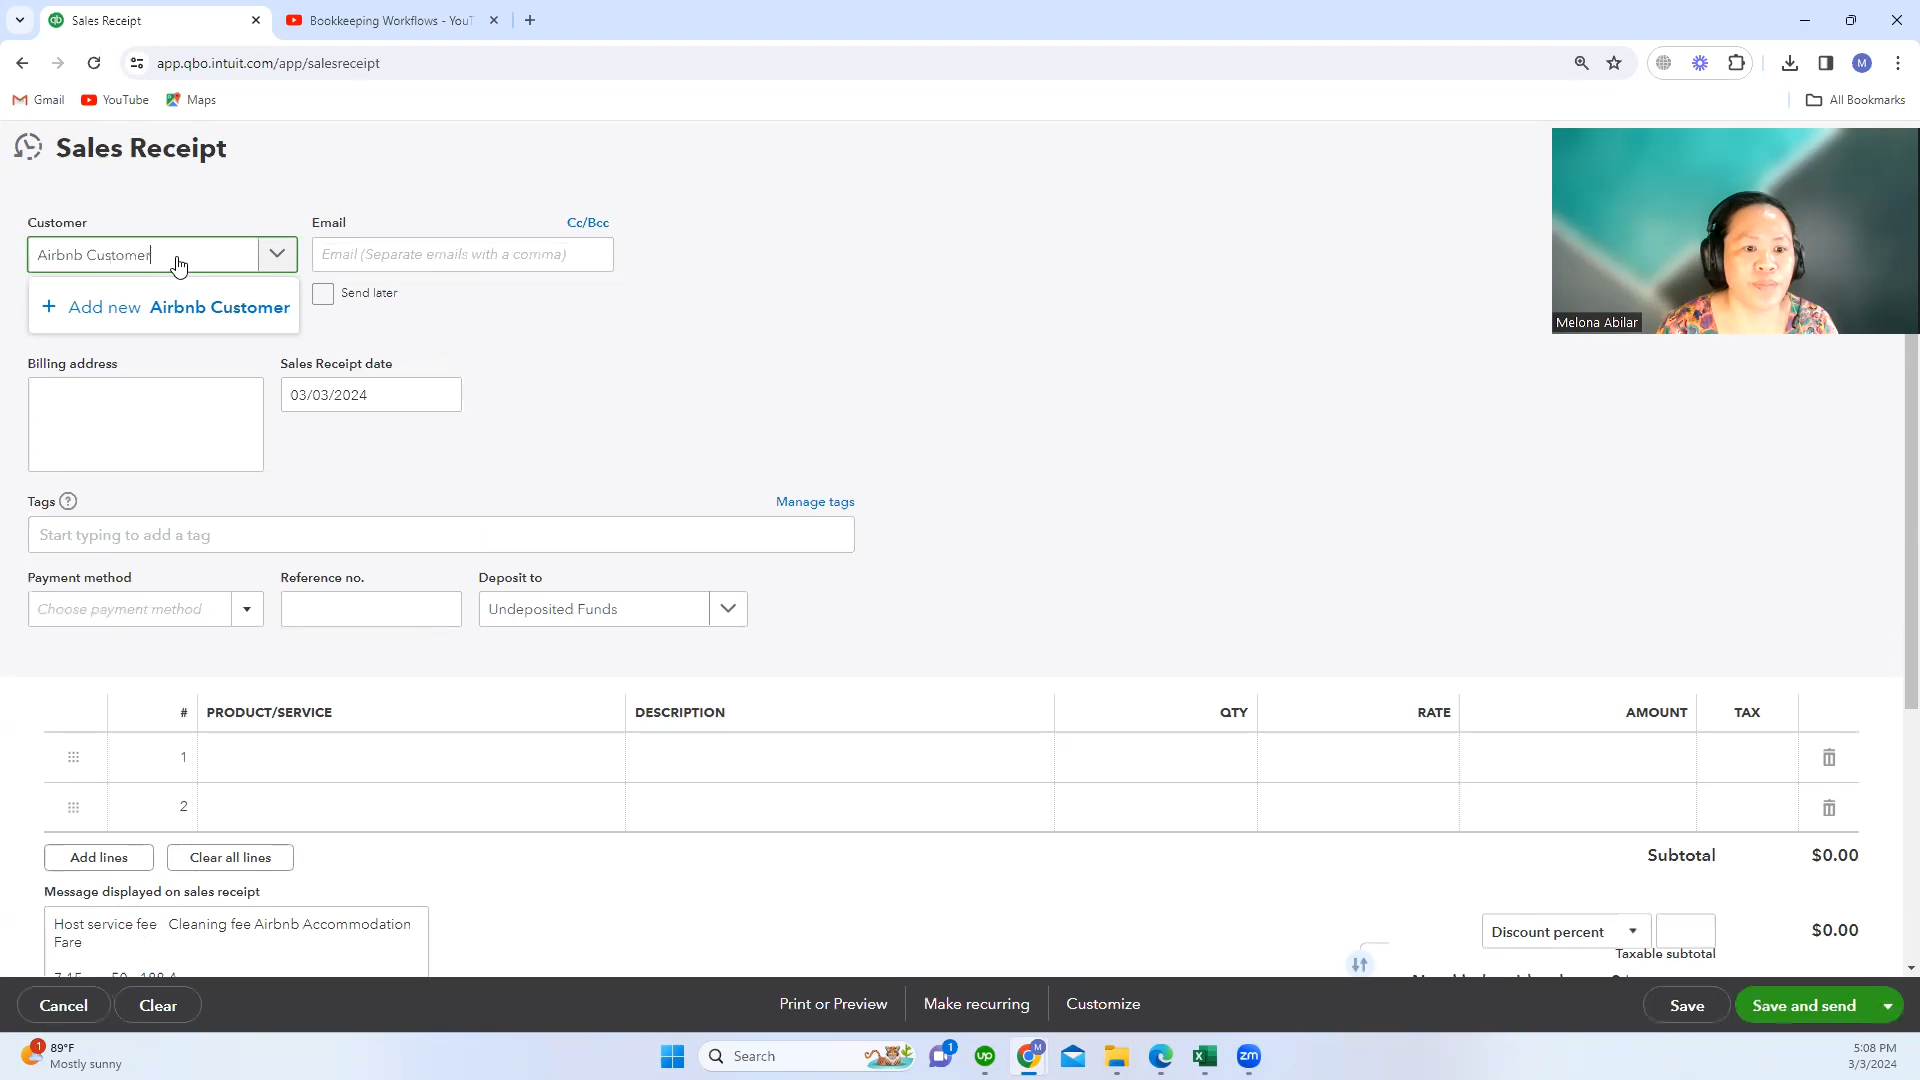 Sales Receipt
Bookkeeping Workflows - YouT
app.qbo.intuit.com/app/salesreceipt
M
Gmail
YouTube
Maps
All Bookmarks
Sales Receipt
Customer
Email
Cc/Bcc
Airbnb Customer
Email (Separate emails with a comma)
+ Add new Airbnb Customer
Send later
Melona Abilar
Billing address
Sales Receipt date
03/03/2024
Tags ?
Manage tags
Start typing to add a tag
Payment method
Reference no.
Deposit to
Choose payment method
Undeposited Funds
# PRODUCT/SERVICE DESCRIPTION QTY RATE AMOUNT TAX
1
2
Add lines
Clear all lines
Subtotal
$0.00
Message displayed on sales receipt
Host service fee Cleaning fee Airbnb Accommodation
Fare
Discount percent
$0.00
Taxable subtotal
Cancel
Clear
Print or Preview
Make recurring
Customize
Save
Save and send
1
89°F
Mostly sunny
Search
1
up
M
zm
5:08 PM
3/3/2024